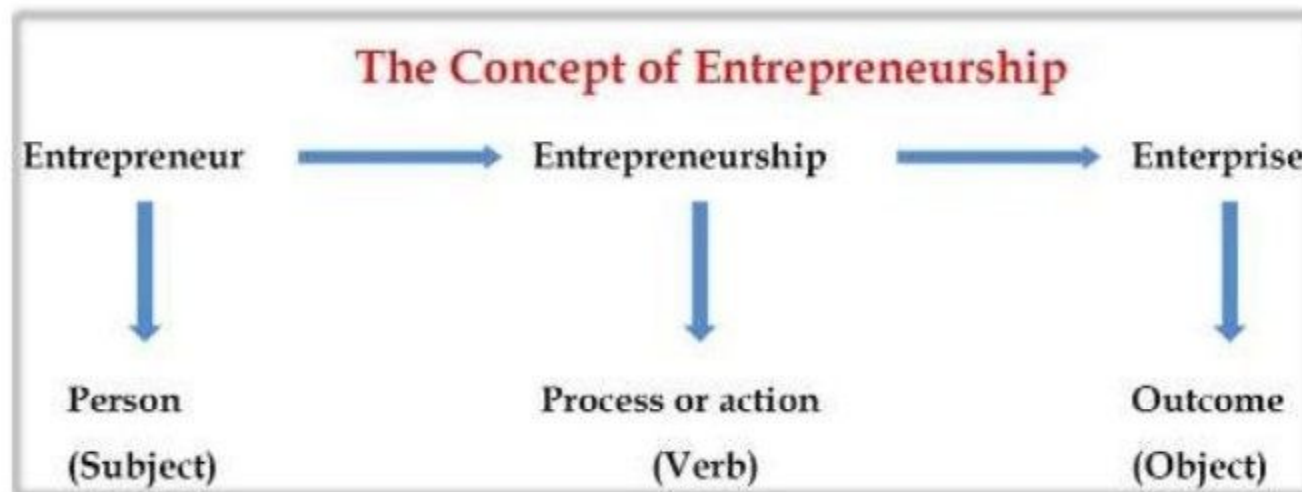 The Concept of Entrepreneurship
Entrepreneur Entrepreneurship Enterprise
Person Process or action Outcome
(Subject) (Verb) (Object)